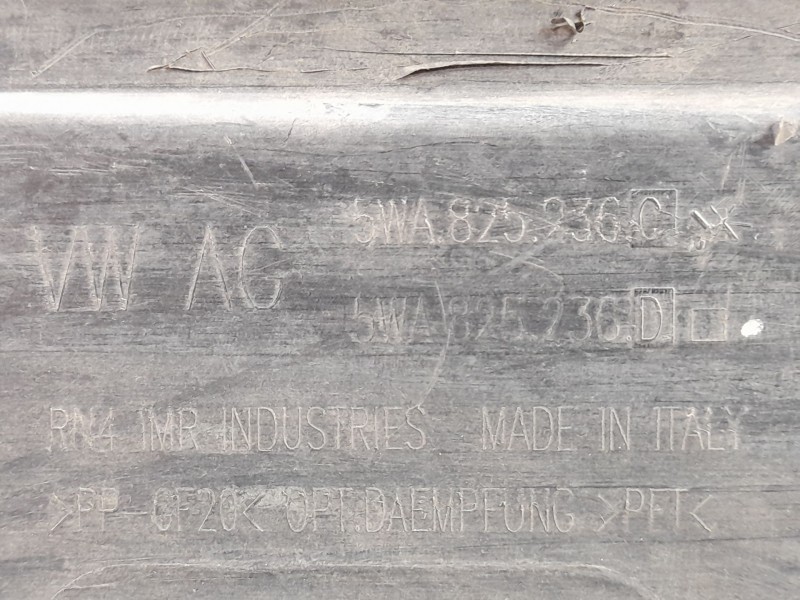 VW AG
5WA.825.236.C
5WA.825.236.D
RN4 IMR INDUSTRIES MADE IN ITALY
>PP-GF20< OPT.DAEMPFUNG >PET<